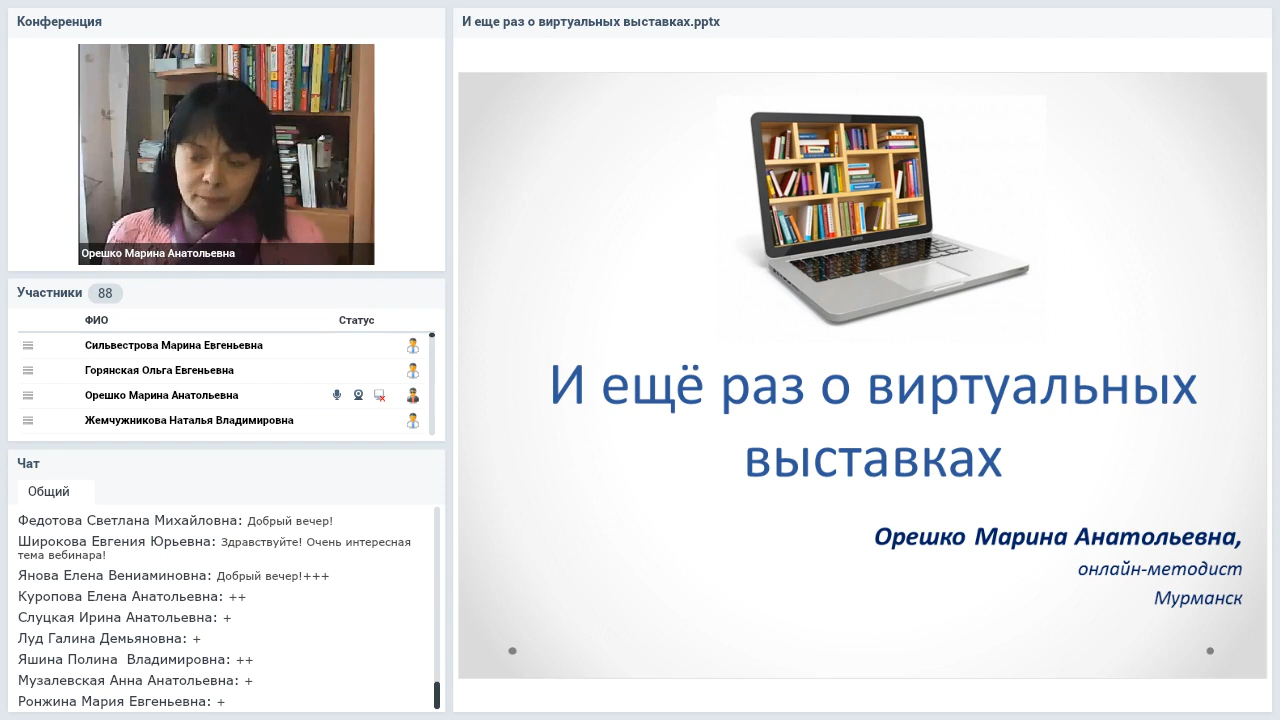 Конференция
Орешко Марина Анатольевна
Участники 88
ФИО Статус
Сильвестрова Марина Евгеньевна
Горянская Ольга Евгеньевна
Орешко Марина Анатольевна
Жемчужникова Наталья Владимировна
Чат
Общий
Федотова Светлана Михайловна: Добрый вечер!
Широкова Евгения Юрьевна: Здравствуйте! Очень интересная
тема вебинара!
Янова Елена Вениаминовна: Добрый вечер!+++
Куропова Елена Анатольевна: ++
Слуцкая Ирина Анатольевна: +
Луд Галина Демьяновна: +
Яшина Полина  Владимировна: ++
Музалевская Анна Анатольевна: +
Ронжина Мария Евгеньевна: +
И еще раз о виртуальных выставках.pptx
И ещё раз о виртуальных
выставках
Орешко Марина Анатольевна,
онлайн-методист
Мурманск